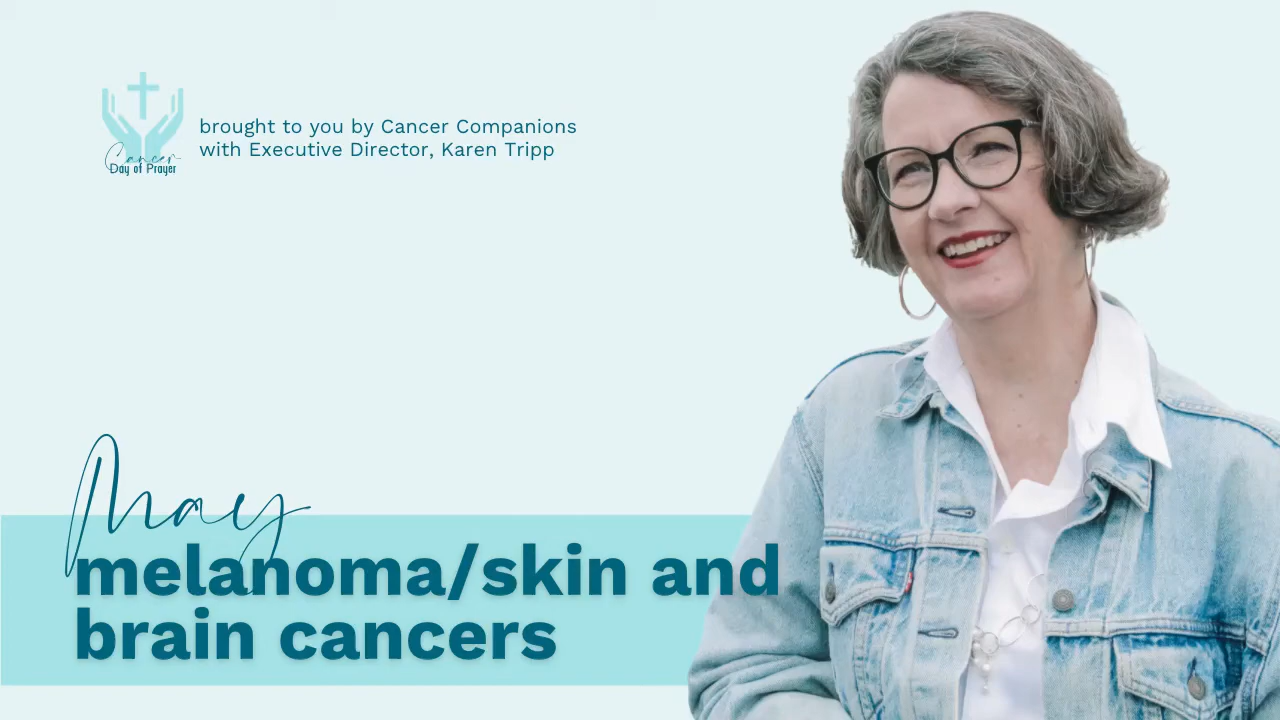 Cancer
Day of Prayer
brought to you by Cancer Companions
with Executive Director, Karen Tripp
May
melanoma/skin and
brain cancers